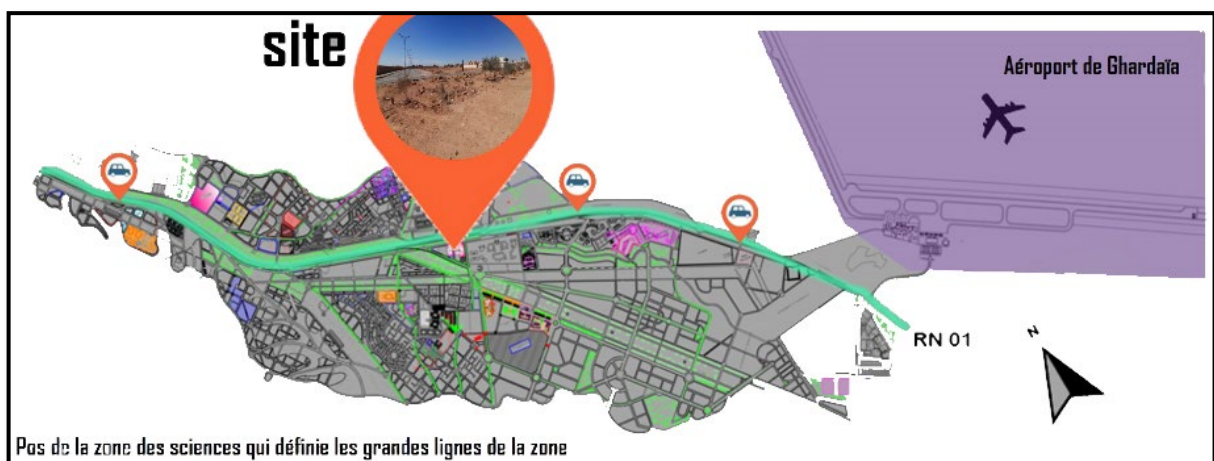 site
Aéroport de Ghardaïa
N
RN 01
Pos de la zone des sciences qui définie les grandes lignes de la zone